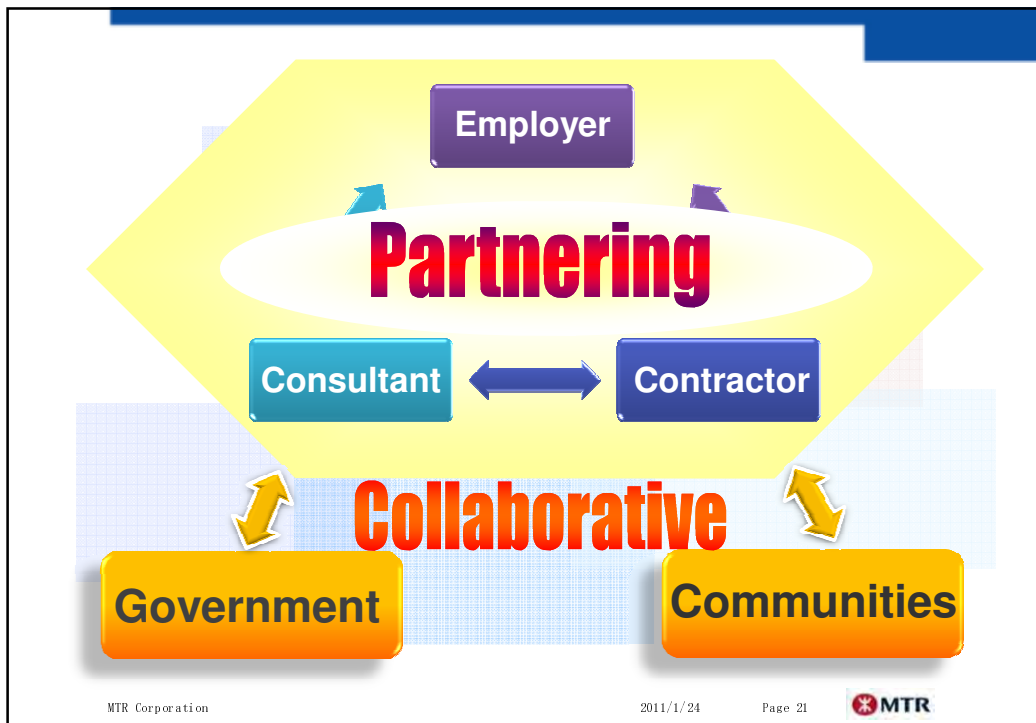 Employer
Partnering
Consultant
Contractor
Collaborative
Government
Communities
MTR Corporation
2011/1/24
Page 21
MTR